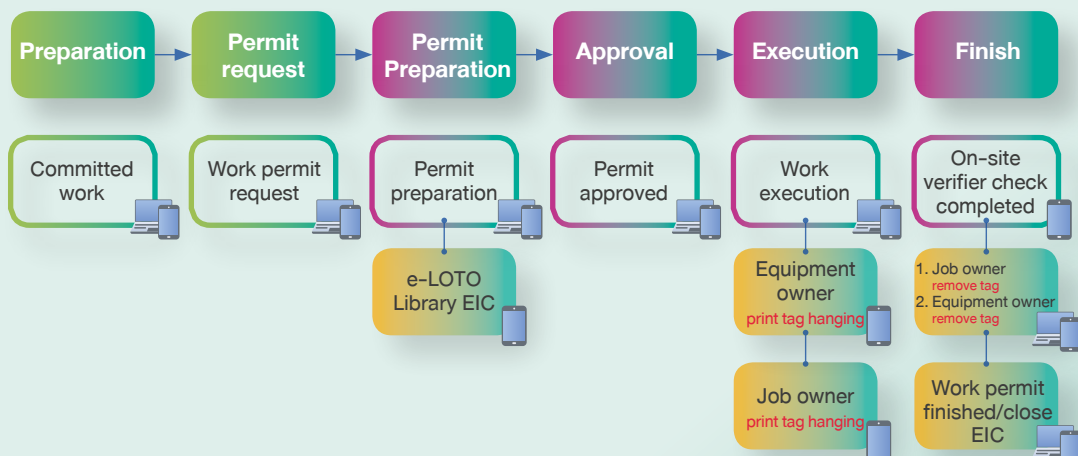 Preparation
Permit
request
Permit
Preparation
Approval
Execution
Finish
Committed
work
Work permit
request
Permit
preparation
Permit
approved
Work
execution
On-site
verifier check
completed
e-LOTO
Library EIC
Equipment
owner
print tag hanging
1. Job owner
remove tag
2. Equipment owner
remove tag
Job owner
print tag hanging
Work permit
finished/close
EIC